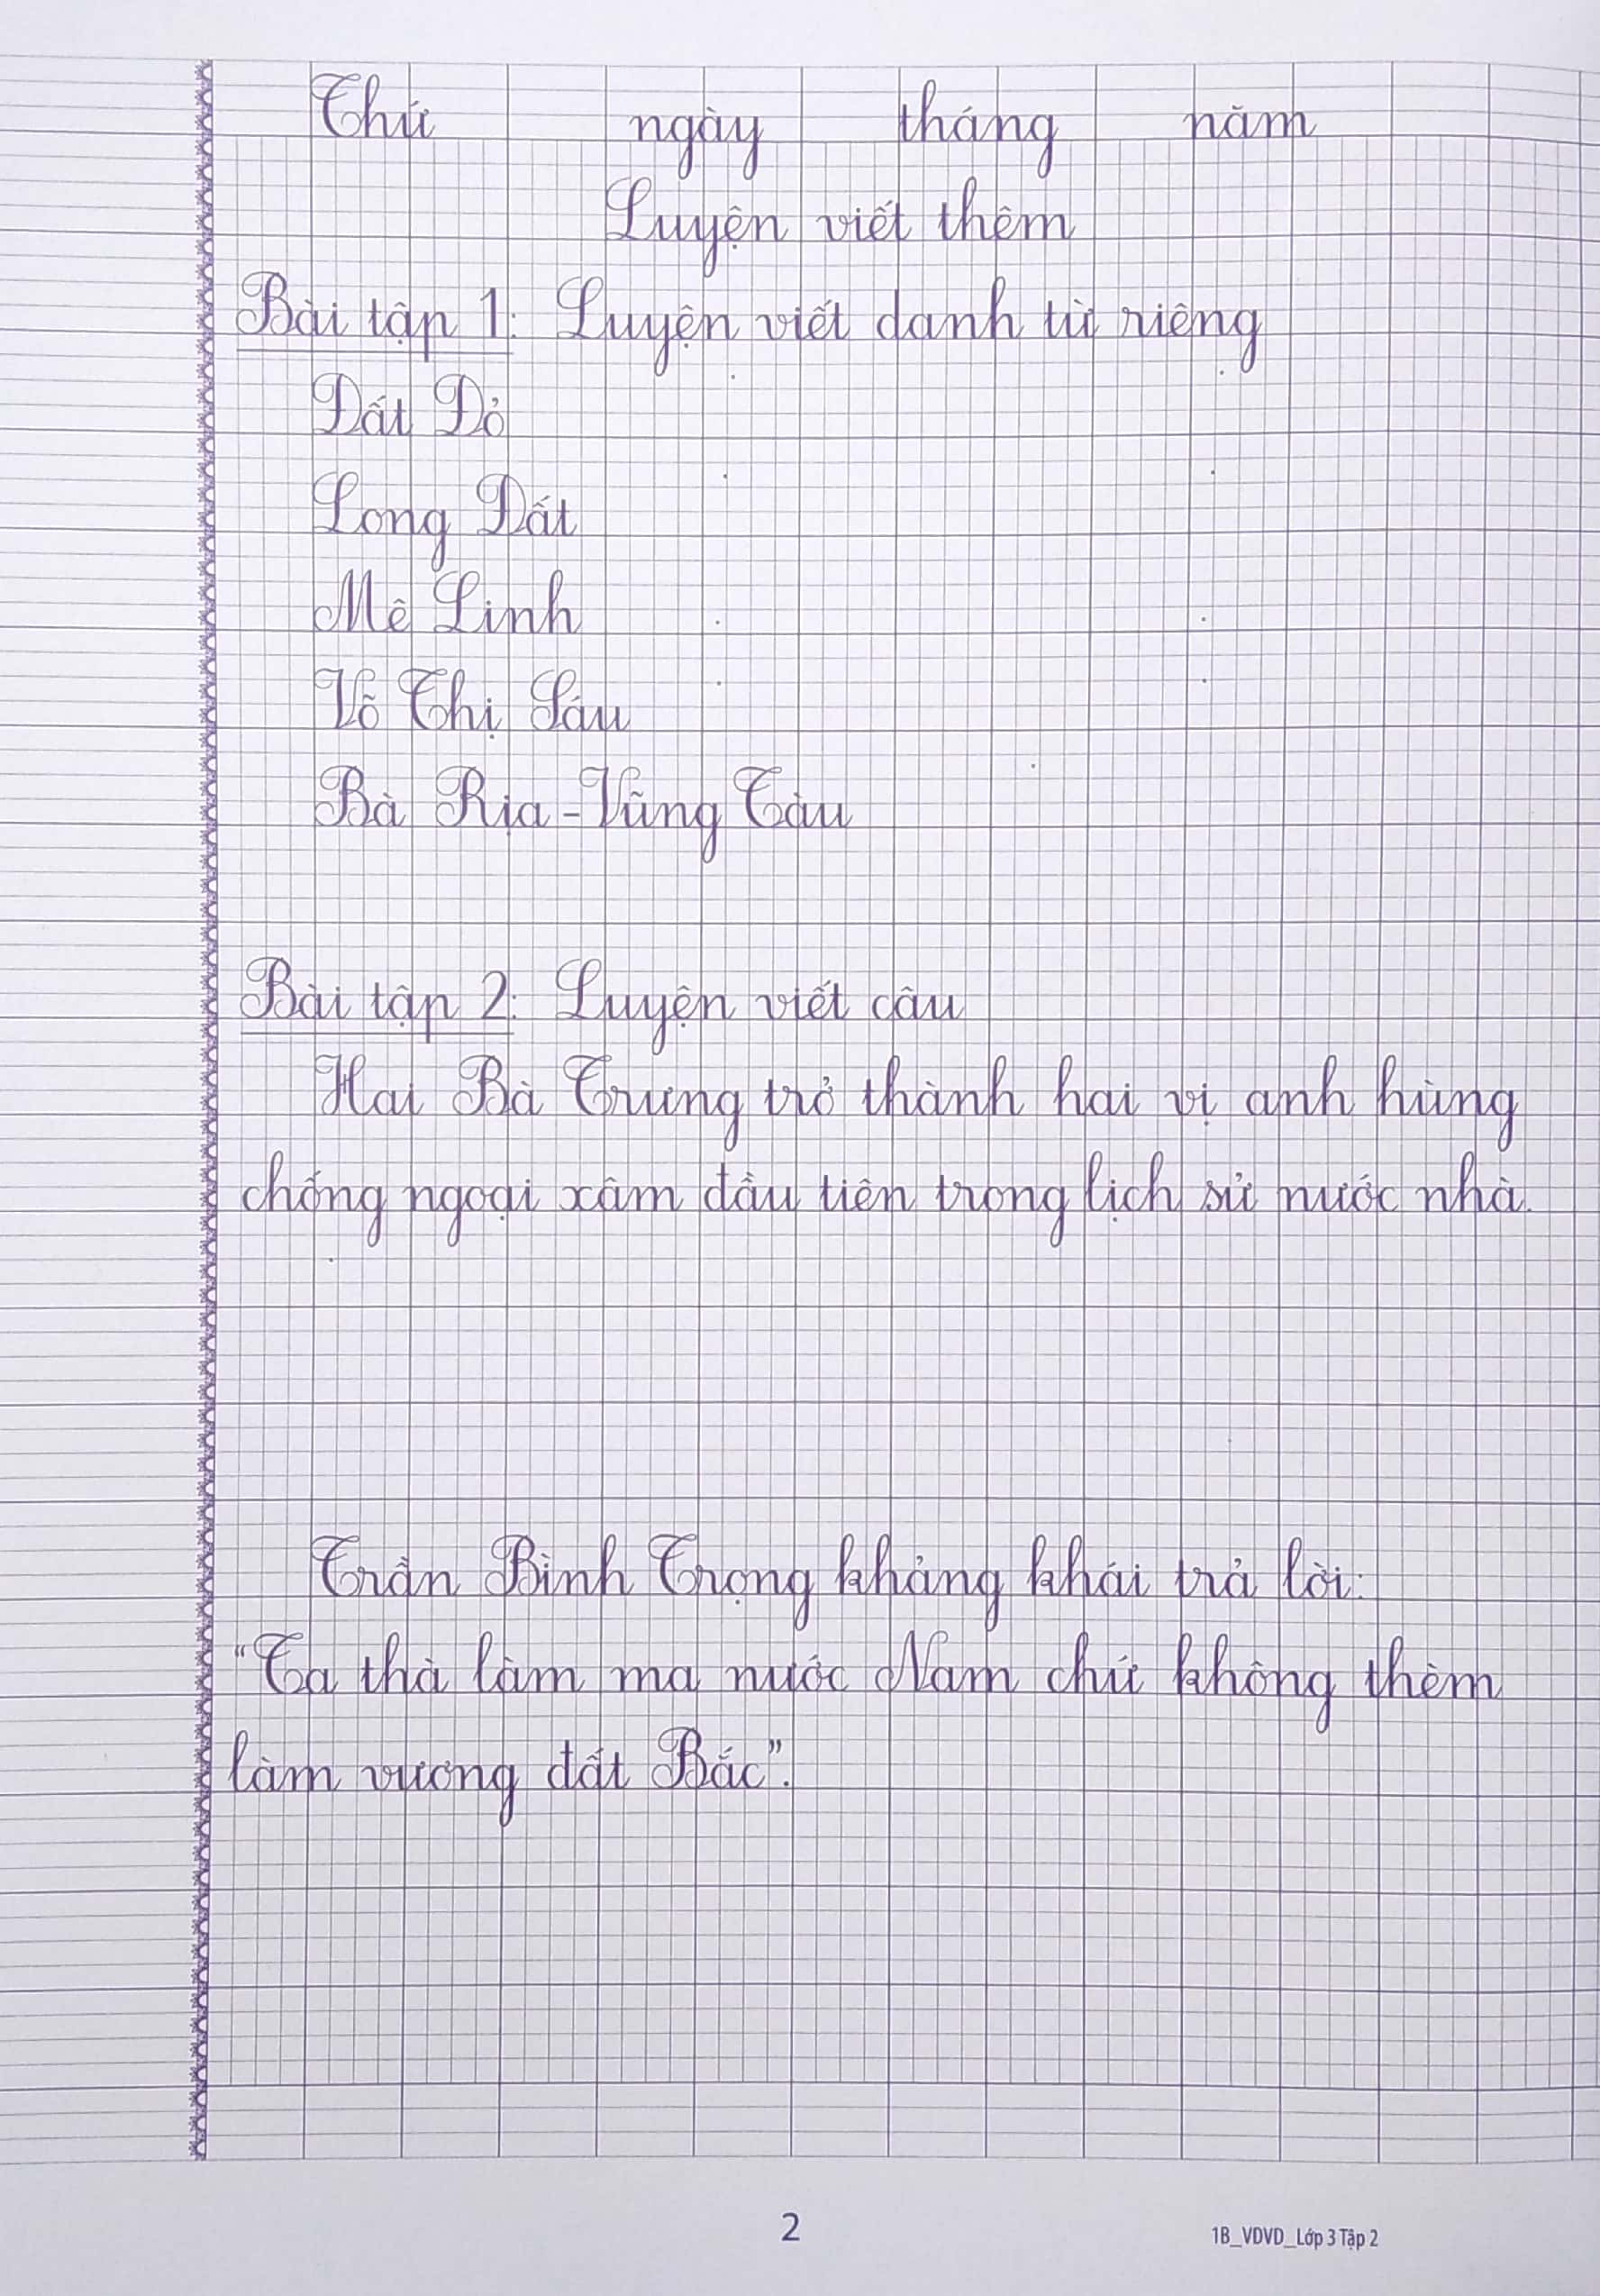 Thứ ngày tháng năm
Luyện viết thêm
Bài tập 1: Luyện viết danh từ riêng
Đất Đỏ
Long Đất
Mê Linh
Võ Thị Sáu
Bà Rịa - Vũng Tàu
Bài tập 2: Luyện viết câu
Hai Bà Trưng trở thành hai vị anh hùng
chống ngoại xâm đầu tiên trong lịch sử nước nhà.
Trần Bình Trọng khảng khái trả lời:
"Ta thà làm ma nước Nam chứ không thèm
làm vương đất Bắc".
2
1B_VDVD_Lớp 3 Tập 2